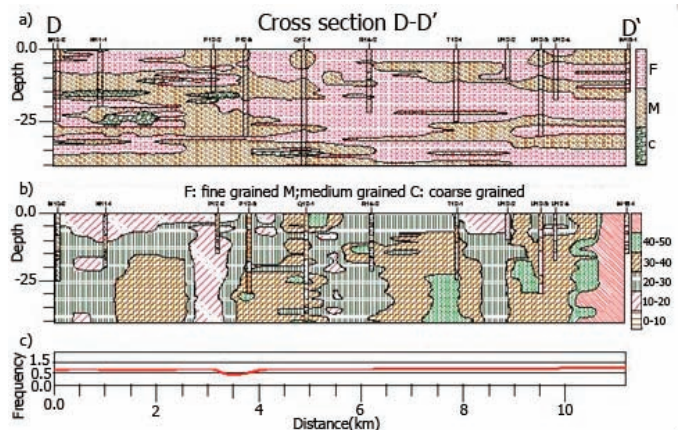 Cross section D-D'
a) D D'
0.0
Depth
-25
F
M
c
F: fine grained M;medium grained C: coarse grained
b)
0.0
Depth
-25
40-50
30-40
20-30
10-20
0-10
c)
Frequency
1.5
0.5
0.0 2 4 6 8 10
Distance(km)